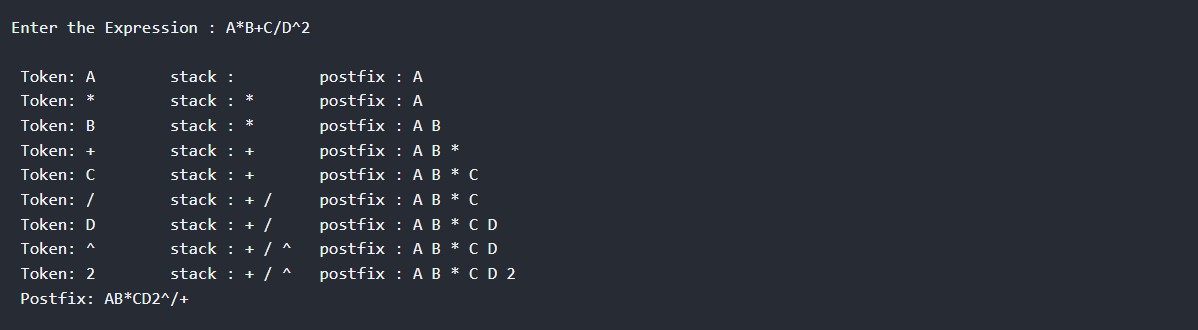 Enter the Expression : A*B+C/D^2
Token: A stack : postfix : A
Token: * stack : * postfix : A
Token: B stack : * postfix : A B
Token: + stack : + postfix : A B *
Token: C stack : + postfix : A B * C
Token: / stack : + / postfix : A B * C
Token: D stack : + / postfix : A B * C D
Token: ^ stack : + / ^ postfix : A B * C D
Token: 2 stack : + / ^ postfix : A B * C D 2
Postfix: AB*CD2^/+